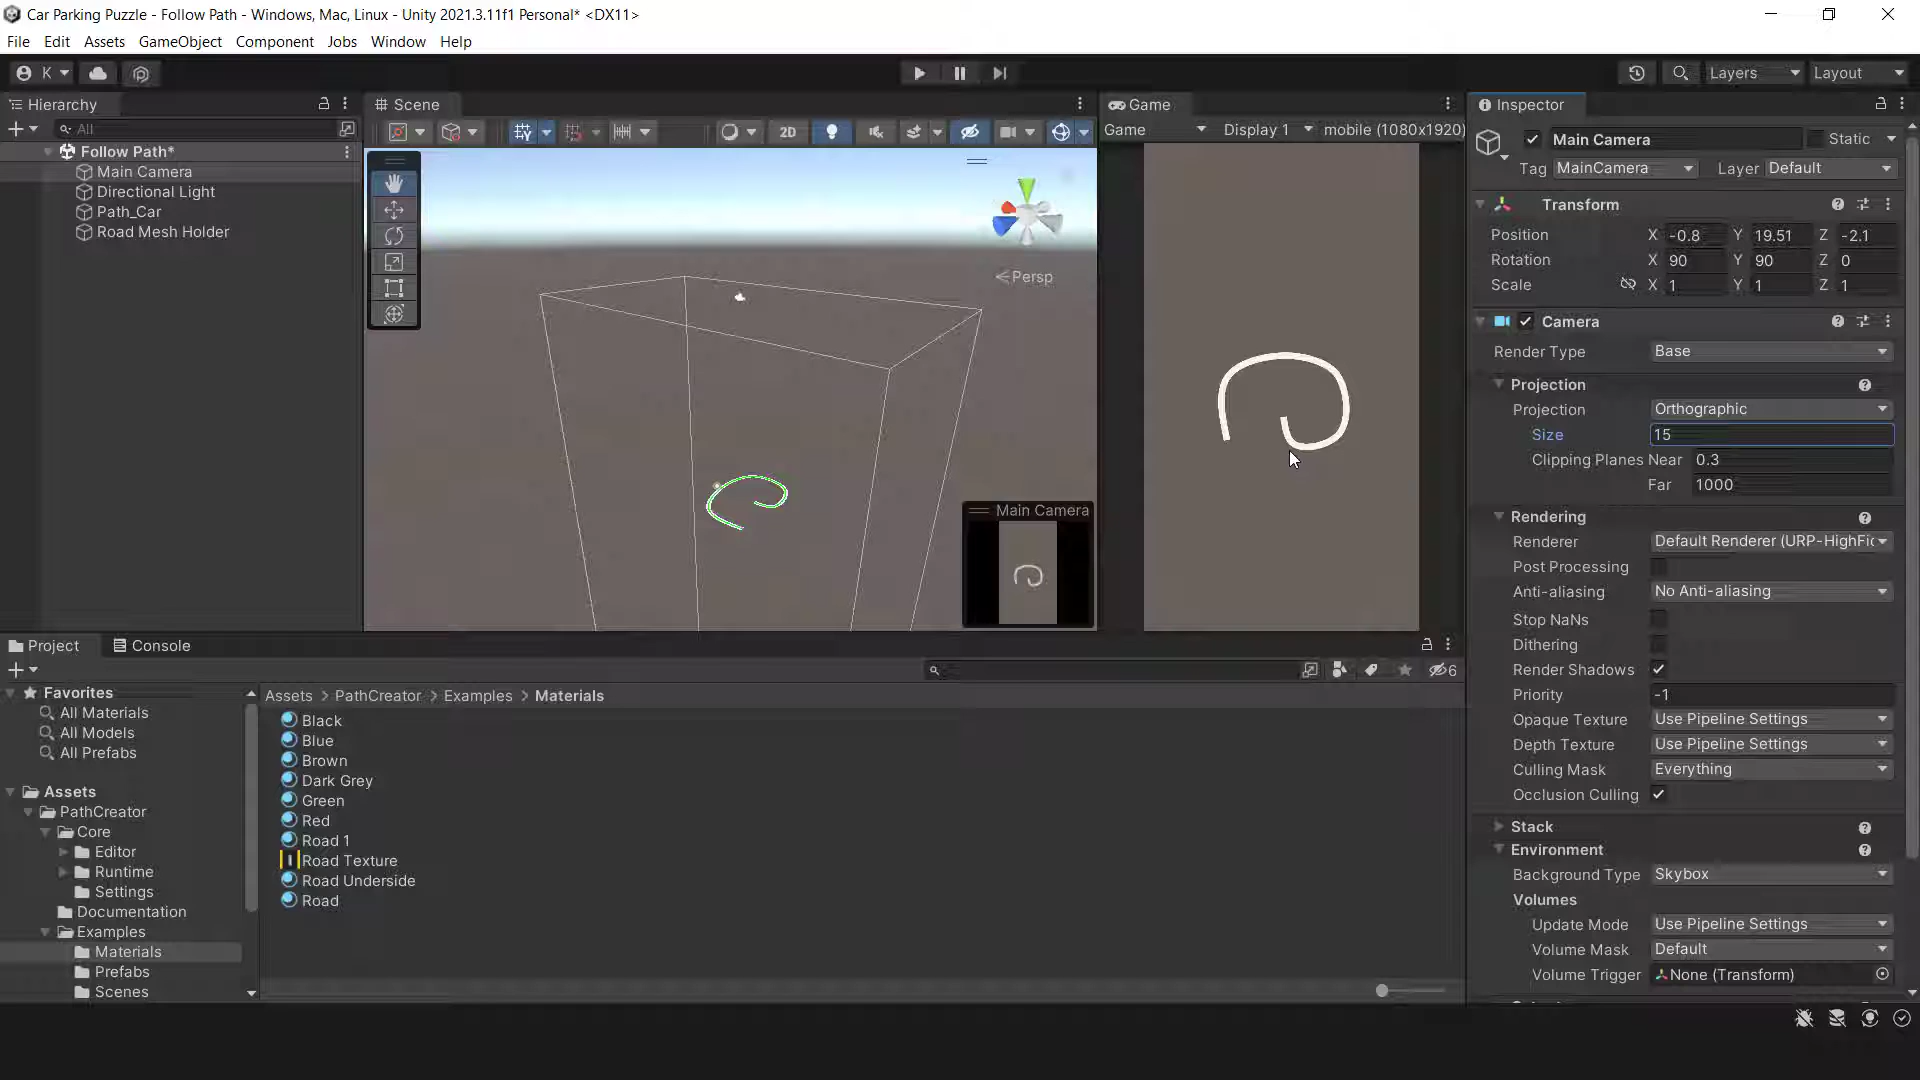 Car Parking Puzzle - Follow Path - Windows, Mac, Linux - Unity 2021.3.11f1 Personal* <DX11>
File Edit Assets GameObject Component Jobs Window Help
K Layers Layout
Hierarchy
All
Follow Path*
Main Camera
Directional Light
Path_Car
Road Mesh Holder
Scene
2D
Persp
Main Camera
Game
Game Display 1 mobile (1080x1920)
Inspector
Main Camera Static
Tag MainCamera Layer Default
Transform
Position X -0.8 Y 19.51 Z -2.1
Rotation X 90 Y 90 Z 0
Scale X 1 Y 1 Z 1
Camera
Render Type Base
Projection
Projection Orthographic
Size 15
Clipping Planes Near 0.3
Far 1000
Rendering
Renderer Default Renderer (URP-HighFic
Post Processing
Anti-aliasing No Anti-aliasing
Stop NaNs
Dithering
Render Shadows
Priority -1
Opaque Texture Use Pipeline Settings
Depth Texture Use Pipeline Settings
Culling Mask Everything
Occlusion Culling
Stack
Environment
Background Type Skybox
Volumes
Update Mode Use Pipeline Settings
Volume Mask Default
Volume Trigger None (Transform)
Project Console
6
Favorites
All Materials
All Models
All Prefabs
Assets
PathCreator
Core
Editor
Runtime
Settings
Documentation
Examples
Materials
Prefabs
Scenes
Assets > PathCreator > Examples > Materials
Black
Blue
Brown
Dark Grey
Green
Red
Road 1
Road Texture
Road Underside
Road